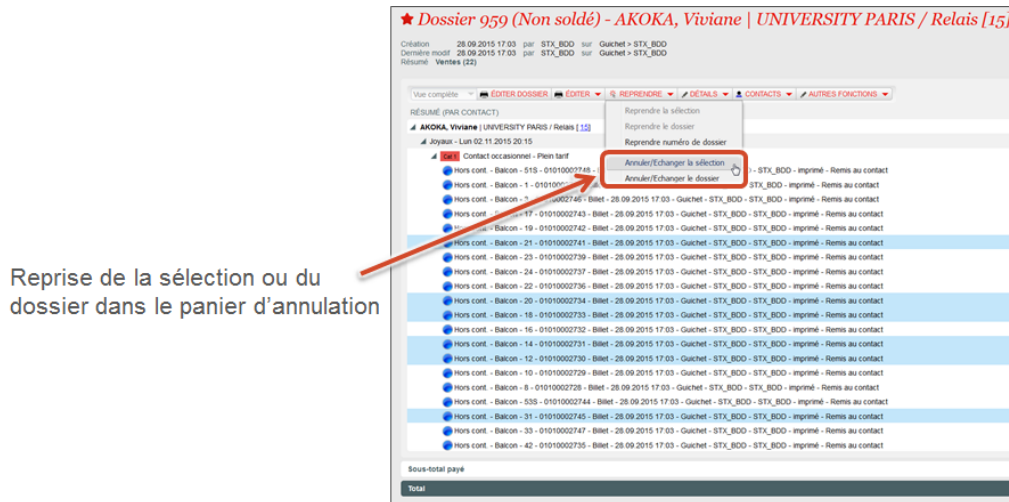 ★ Dossier 959 (Non soldé) - AKOKA, Viviane | UNIVERSITY PARIS / Relais [15]
Création 28.09.2015 17:03 par STX_BDD sur Guichet > STX_BDD
Dernière modif 28.09.2015 17:03 par STX_BDD sur Guichet > STX_BDD
Résumé Ventes (22)
Vue complète ÉDITER DOSSIER ÉDITER REPRENDRE DÉTAILS CONTACTS AUTRES FONCTIONS
RÉSUMÉ (PAR CONTACT)
Reprendre la sélection
Reprendre le dossier
Reprendre numéro de dossier
Annuler/Echanger la sélection
Annuler/Echanger le dossier
AKOKA, Viviane | UNIVERSITY PARIS / Relais [15]
Joyaux - Lun 02.11.2015 20:15
Cat 1 Contact occasionnel - Plein tarif
Hors cont. - Balcon - 51S - 01010002748 - STX_BDD - imprimé - Remis au contact
Hors cont. - Balcon - 1 - STX_BDD - imprimé - Remis au contact
Hors cont. - Balcon - Billet - 28.09.2015 17:03 - Guichet - STX_BDD - STX_BDD - imprimé - Remis au contact
Hors cont. - 17 - 01010002743 - Billet - 28.09.2015 17:03 - Guichet - STX_BDD - STX_BDD - imprimé - Remis au contact
- Balcon - 19 - 01010002742 - Billet - 28.09.2015 17:03 - Guichet - STX_BDD - STX_BDD - imprimé - Remis au contact
Hors cont. - Balcon - 21 - 01010002741 - Billet - 28.09.2015 17:03 - Guichet - STX_BDD - STX_BDD - imprimé - Remis au contact
Hors cont. - Balcon - 23 - 01010002739 - Billet - 28.09.2015 17:03 - Guichet - STX_BDD - STX_BDD - imprimé - Remis au contact
Hors cont. - Balcon - 24 - 01010002737 - Billet - 28.09.2015 17:03 - Guichet - STX_BDD - STX_BDD - imprimé - Remis au contact
Hors cont. - Balcon - 22 - 01010002736 - Billet - 28.09.2015 17:03 - Guichet - STX_BDD - STX_BDD - imprimé - Remis au contact
Hors cont. - Balcon - 20 - 01010002734 - Billet - 28.09.2015 17:03 - Guichet - STX_BDD - STX_BDD - imprimé - Remis au contact
Hors cont. - Balcon - 18 - 01010002733 - Billet - 28.09.2015 17:03 - Guichet - STX_BDD - STX_BDD - imprimé - Remis au contact
Hors cont. - Balcon - 16 - 01010002732 - Billet - 28.09.2015 17:03 - Guichet - STX_BDD - STX_BDD - imprimé - Remis au contact
Hors cont. - Balcon - 14 - 01010002731 - Billet - 28.09.2015 17:03 - Guichet - STX_BDD - STX_BDD - imprimé - Remis au contact
Hors cont. - Balcon - 12 - 01010002730 - Billet - 28.09.2015 17:03 - Guichet - STX_BDD - STX_BDD - imprimé - Remis au contact
Hors cont. - Balcon - 10 - 01010002729 - Billet - 28.09.2015 17:03 - Guichet - STX_BDD - STX_BDD - imprimé - Remis au contact
Hors cont. - Balcon - 8 - 01010002728 - Billet - 28.09.2015 17:03 - Guichet - STX_BDD - STX_BDD - imprimé - Remis au contact
Hors cont. - Balcon - 53S - 01010002744 - Billet - 28.09.2015 17:03 - Guichet - STX_BDD - STX_BDD - imprimé - Remis au contact
Hors cont. - Balcon - 31 - 01010002745 - Billet - 28.09.2015 17:03 - Guichet - STX_BDD - STX_BDD - imprimé - Remis au contact
Hors cont. - Balcon - 33 - 01010002747 - Billet - 28.09.2015 17:03 - Guichet - STX_BDD - STX_BDD - imprimé - Remis au contact
Hors cont. - Balcon - 42 - 01010002735 - Billet - 28.09.2015 17:03 - Guichet - STX_BDD - STX_BDD - imprimé - Remis au contact
Sous-total payé
Total
Reprise de la sélection ou du
dossier dans le panier d'annulation